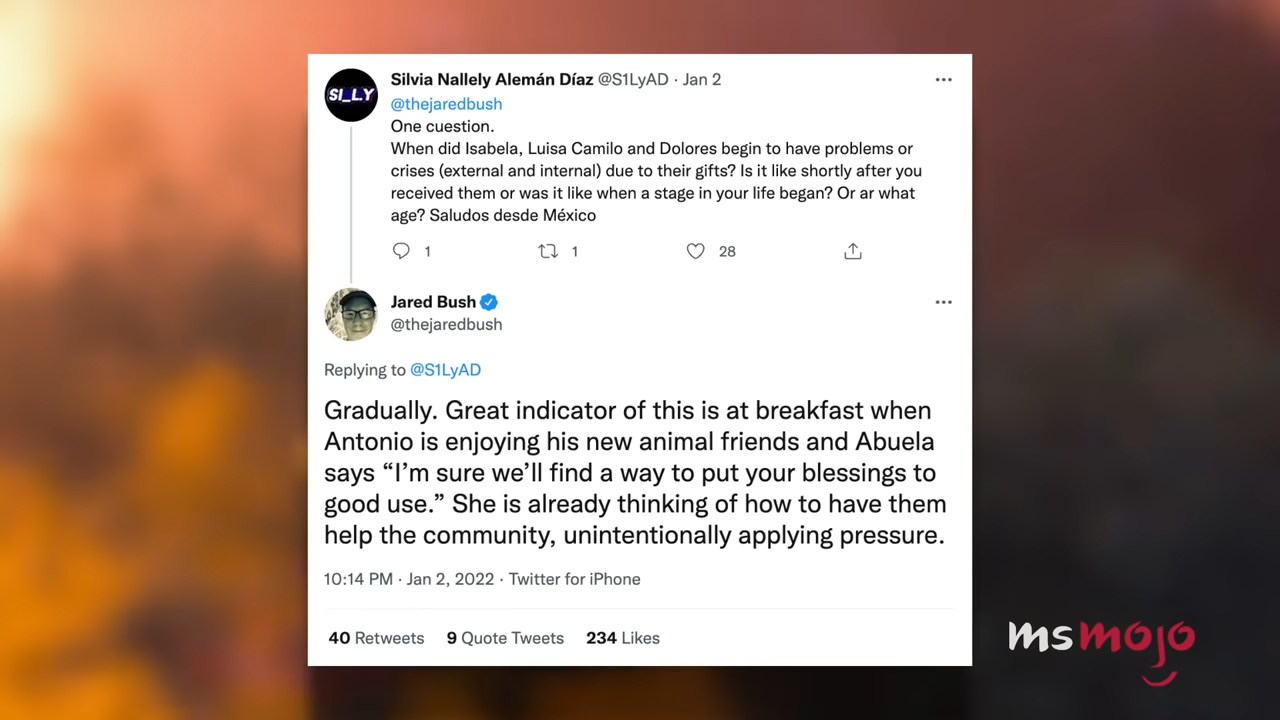 SI_LY
Silvia Nallely Alemán Díaz @S1LyAD · Jan 2
@thejaredbush
One cuestion.
When did Isabela, Luisa Camilo and Dolores begin to have problems or
crises (external and internal) due to their gifts? Is it like shortly after you
received them or was it like when a stage in your life began? Or ar what
age? Saludos desde México
1 1 28
Jared Bush
@thejaredbush
Replying to @S1LyAD
Gradually. Great indicator of this is at breakfast when
Antonio is enjoying his new animal friends and Abuela
says “I’m sure we’ll find a way to put your blessings to
good use.” She is already thinking of how to have them
help the community, unintentionally applying pressure.
10:14 PM · Jan 2, 2022 · Twitter for iPhone
40 Retweets 9 Quote Tweets 234 Likes
msmojo